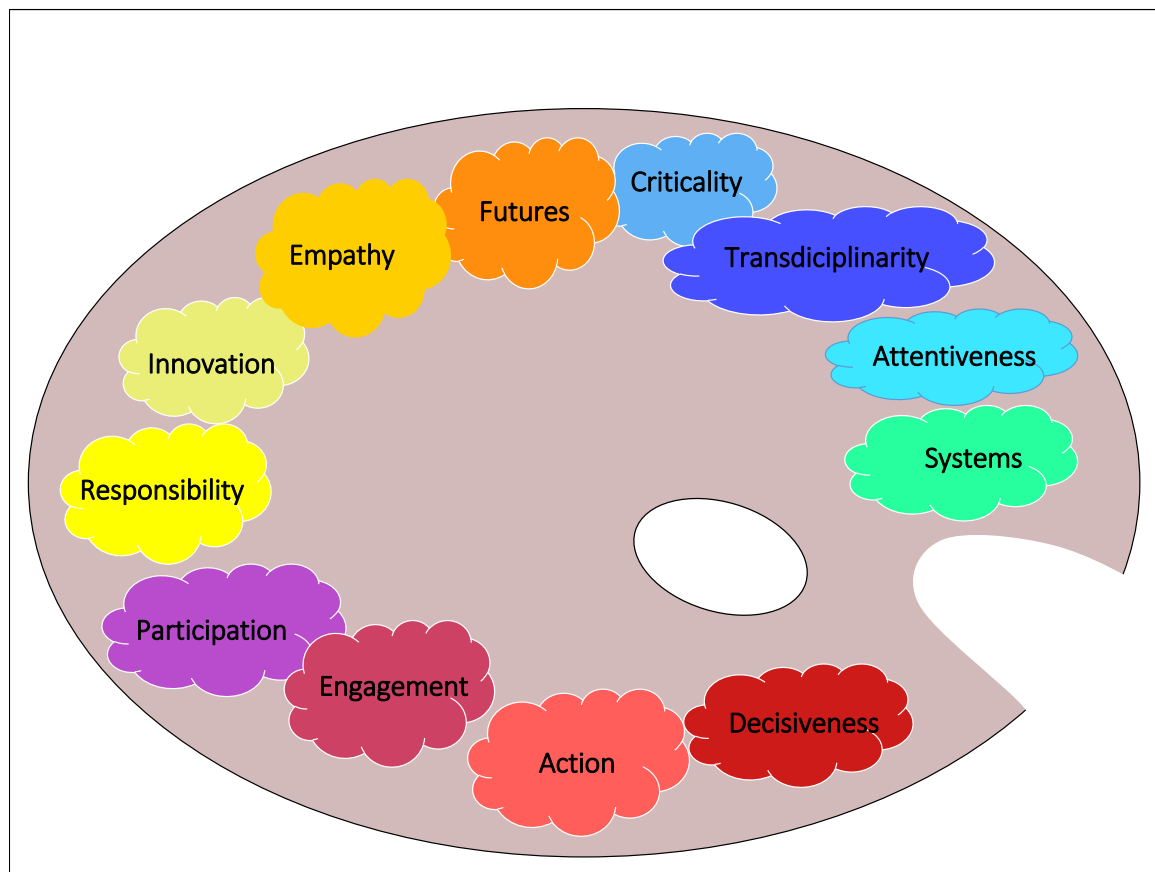 Criticality
Futures
Empathy
Transdiciplinarity
Innovation
Attentiveness
Systems
Responsibility
Participation
Engagement
Decisiveness
Action